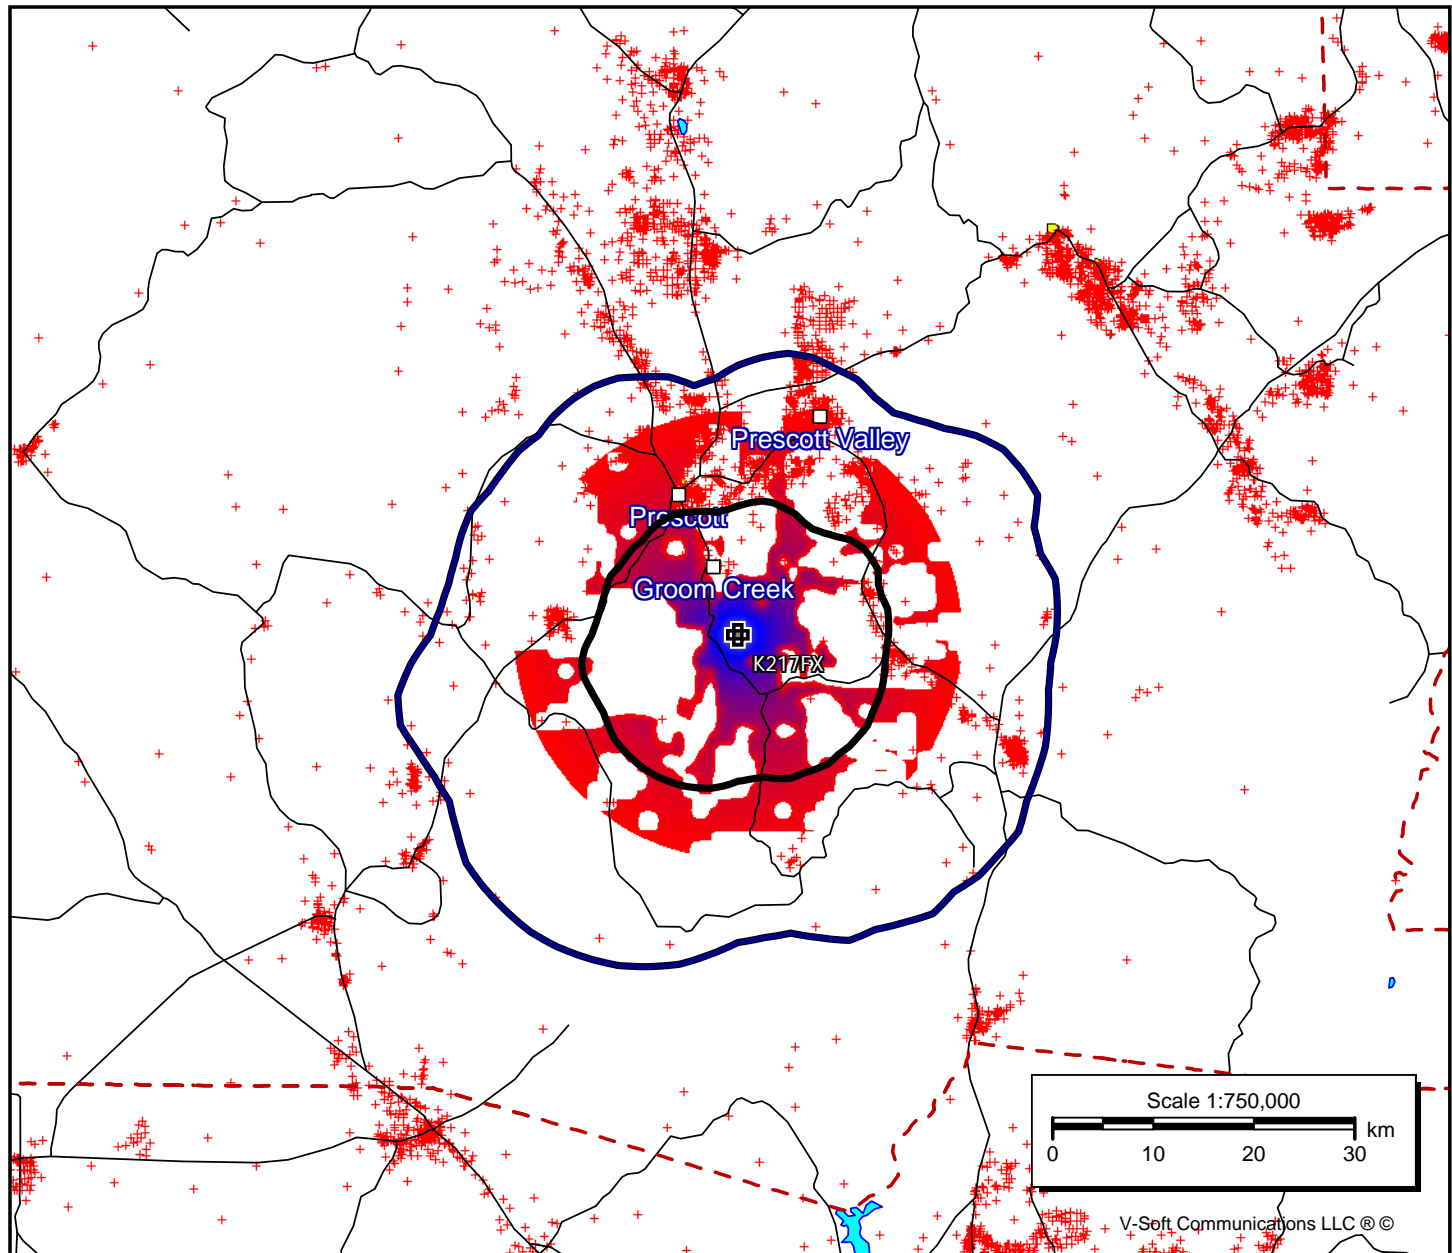 Prescott Valley
Prescott
Groom Creek
K217FX
Scale 1:750,000
km
0 10 20 30
V-Soft Communications LLC ® ©